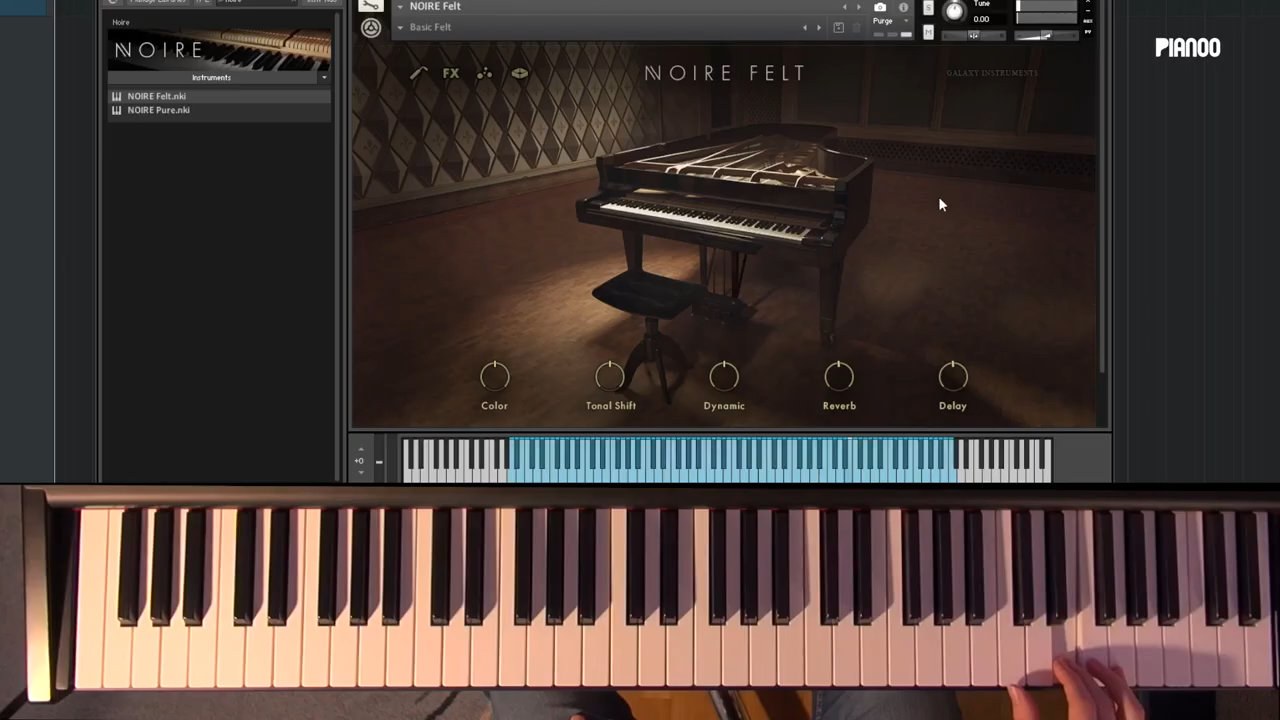 NOIRE Felt
Basic Felt
Purge
S
M
Tune
0.00
PIANOO
Noire
NOIRE
Instruments
NOIRE Felt.nki
NOIRE Pure.nki
FX
NOIRE FELT
GALAXY INSTRUMENTS
Color
Tonal Shift
Dynamic
Reverb
Delay
+0